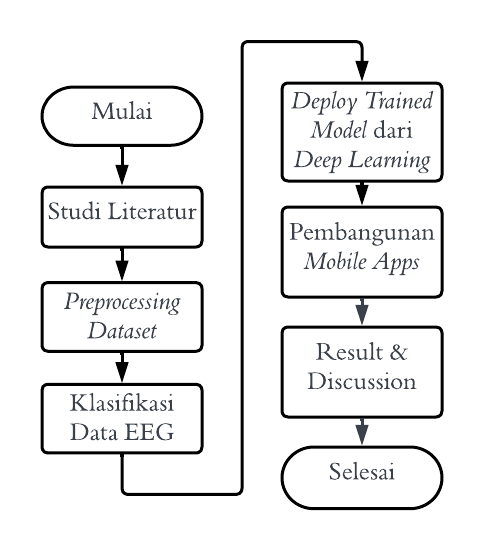 Mulai
Studi Literatur
Preprocessing
Dataset
Klasifikasi
Data EEG
Deploy Trained
Model dari
Deep Learning
Pembangunan
Mobile Apps
Result &
Discussion
Selesai